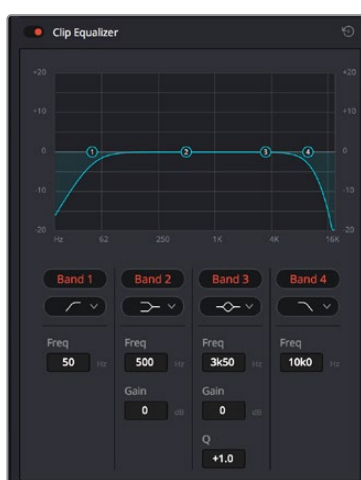 Clip Equalizer
+20 +20
+10 +10
1 2 3 4
0 0
-10 -10
-20 -20
Hz 62 250 1K 4K 16K
Band 1 Band 2 Band 3 Band 4
Freq Freq Freq Freq
50 Hz 500 Hz 3k50 Hz 10k0 Hz
Gain Gain
0 dB 0 dB
Q
+1.0